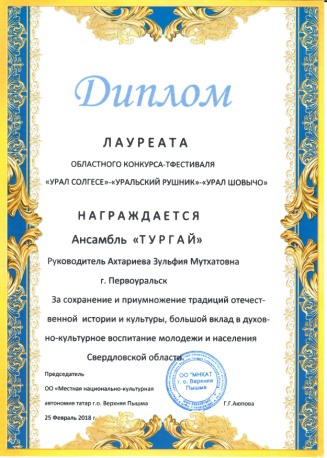 Диплом
ЛАУРЕАТА
ОБЛАСТНОГО КОНКУРСА-ТФЕСТИВАЛЯ
«УРАЛ СОЛГЕСЕ»-«УРАЛЬСКИЙ РУШНИК»-«УРАЛ ШОВЫЧО»
НАГРАЖДАЕТСЯ
Ансамбль «ТУРГАЙ»
Руководитель Ахтариева Зульфия Мутхатовна
г. Первоуральск
За сохранение и приумножение традиций отечест-
венной истории и культуры, большой вклад в духов-
но-культурное воспитание молодежи и населения
Свердловской области.
Председатель
ОО «Местная национально-культурная
автономия татар г.о. Верхняя Пышма
Г.Г.Аюпова
25 Февраль 2018 г.
ОО "МНКАТ
г. о. Верхняя
Пышма